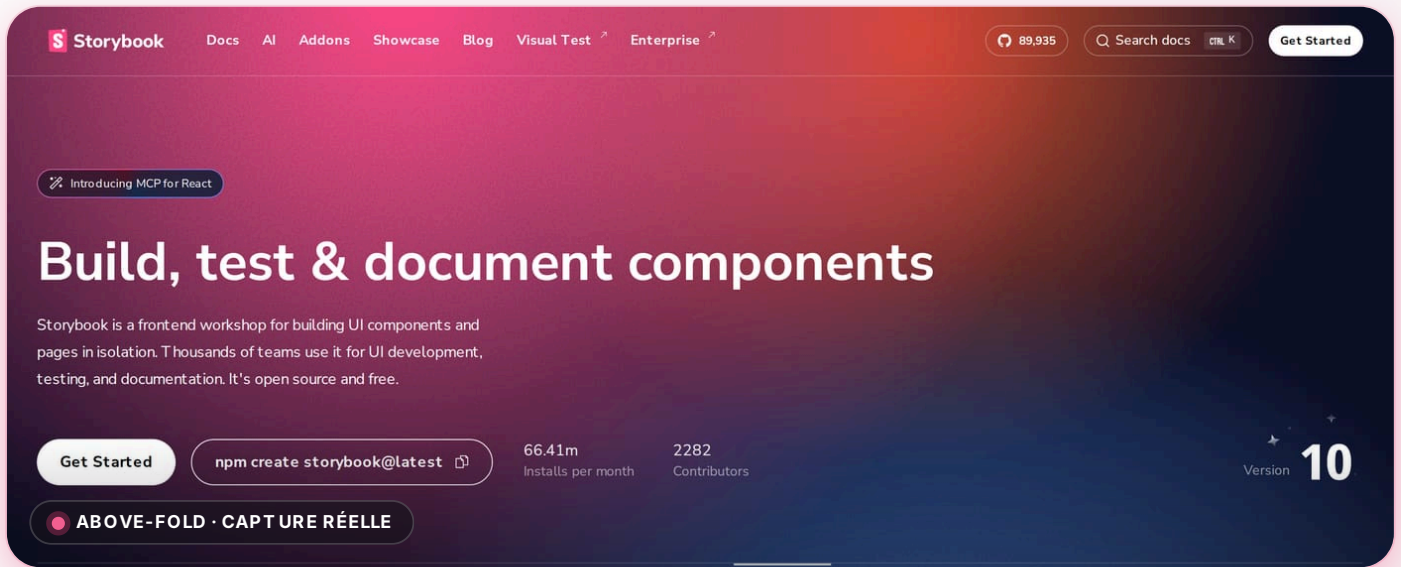 Storybook
Docs AI Addons Showcase Blog Visual Test ↗ Enterprise ↗
89,935
Search docs CTRL K
Get Started
Introducing MCP for React
Build, test & document components
Storybook is a frontend workshop for building UI components and
pages in isolation. Thousands of teams use it for UI development,
testing, and documentation. It's open source and free.
Get Started
npm create storybook@latest
66.41m
Installs per month
2282
Contributors
Version 10
ABOVE-FOLD · CAPTURE RÉELLE